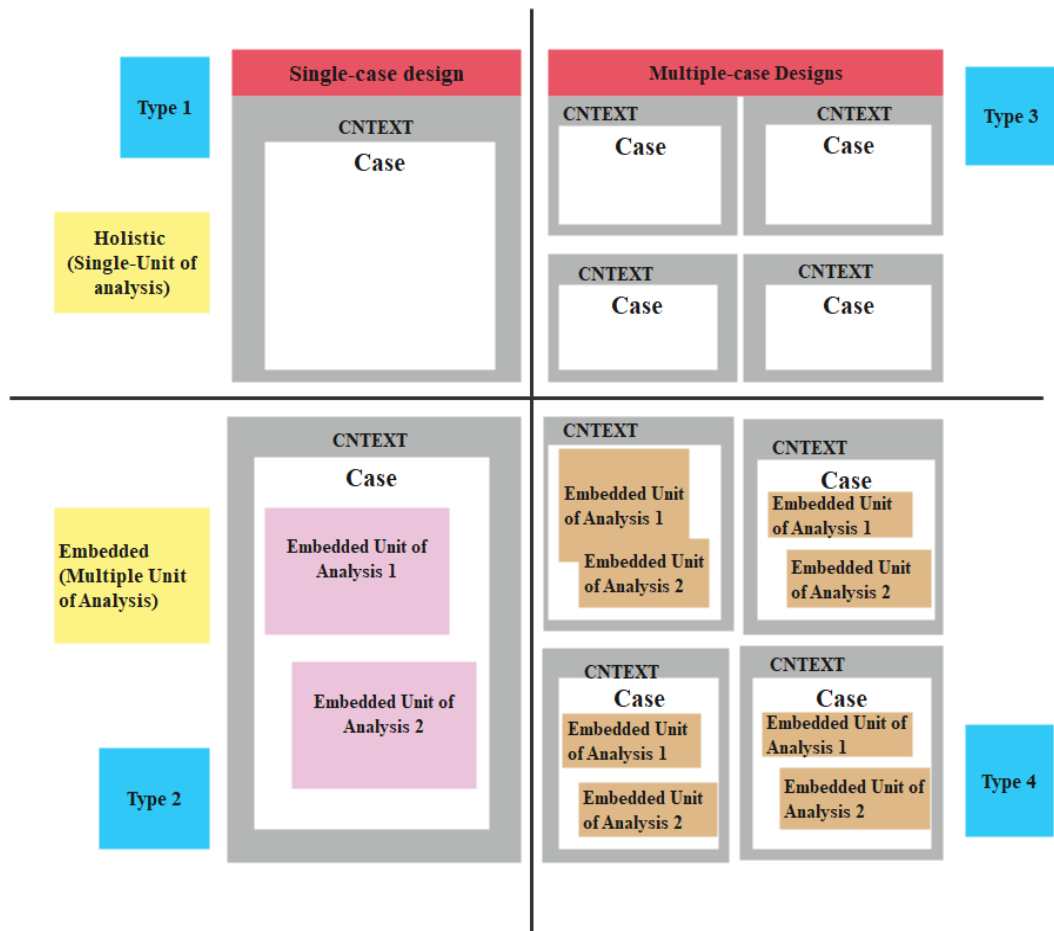 Single-case design
Multiple-case Designs
Type 1
CNTEXT
Case
CNTEXT
Case
CNTEXT
Case
Type 3
Holistic
(Single-Unit of
analysis)
CNTEXT
Case
CNTEXT
Case
CNTEXT
Case
Embedded Unit of
Analysis 1
Embedded Unit of
Analysis 2
Embedded
(Multiple Unit
of Analysis)
Type 2
CNTEXT
Embedded Unit
of Analysis 1
Embedded Unit
of Analysis 2
CNTEXT
Case
Embedded Unit
of Analysis 1
Embedded Unit
of Analysis 2
CNTEXT
Case
Embedded Unit
of Analysis 1
Embedded Unit
of Analysis 2
CNTEXT
Case
Embedded Unit of
Analysis 1
Embedded Unit of
Analysis 2
Type 4